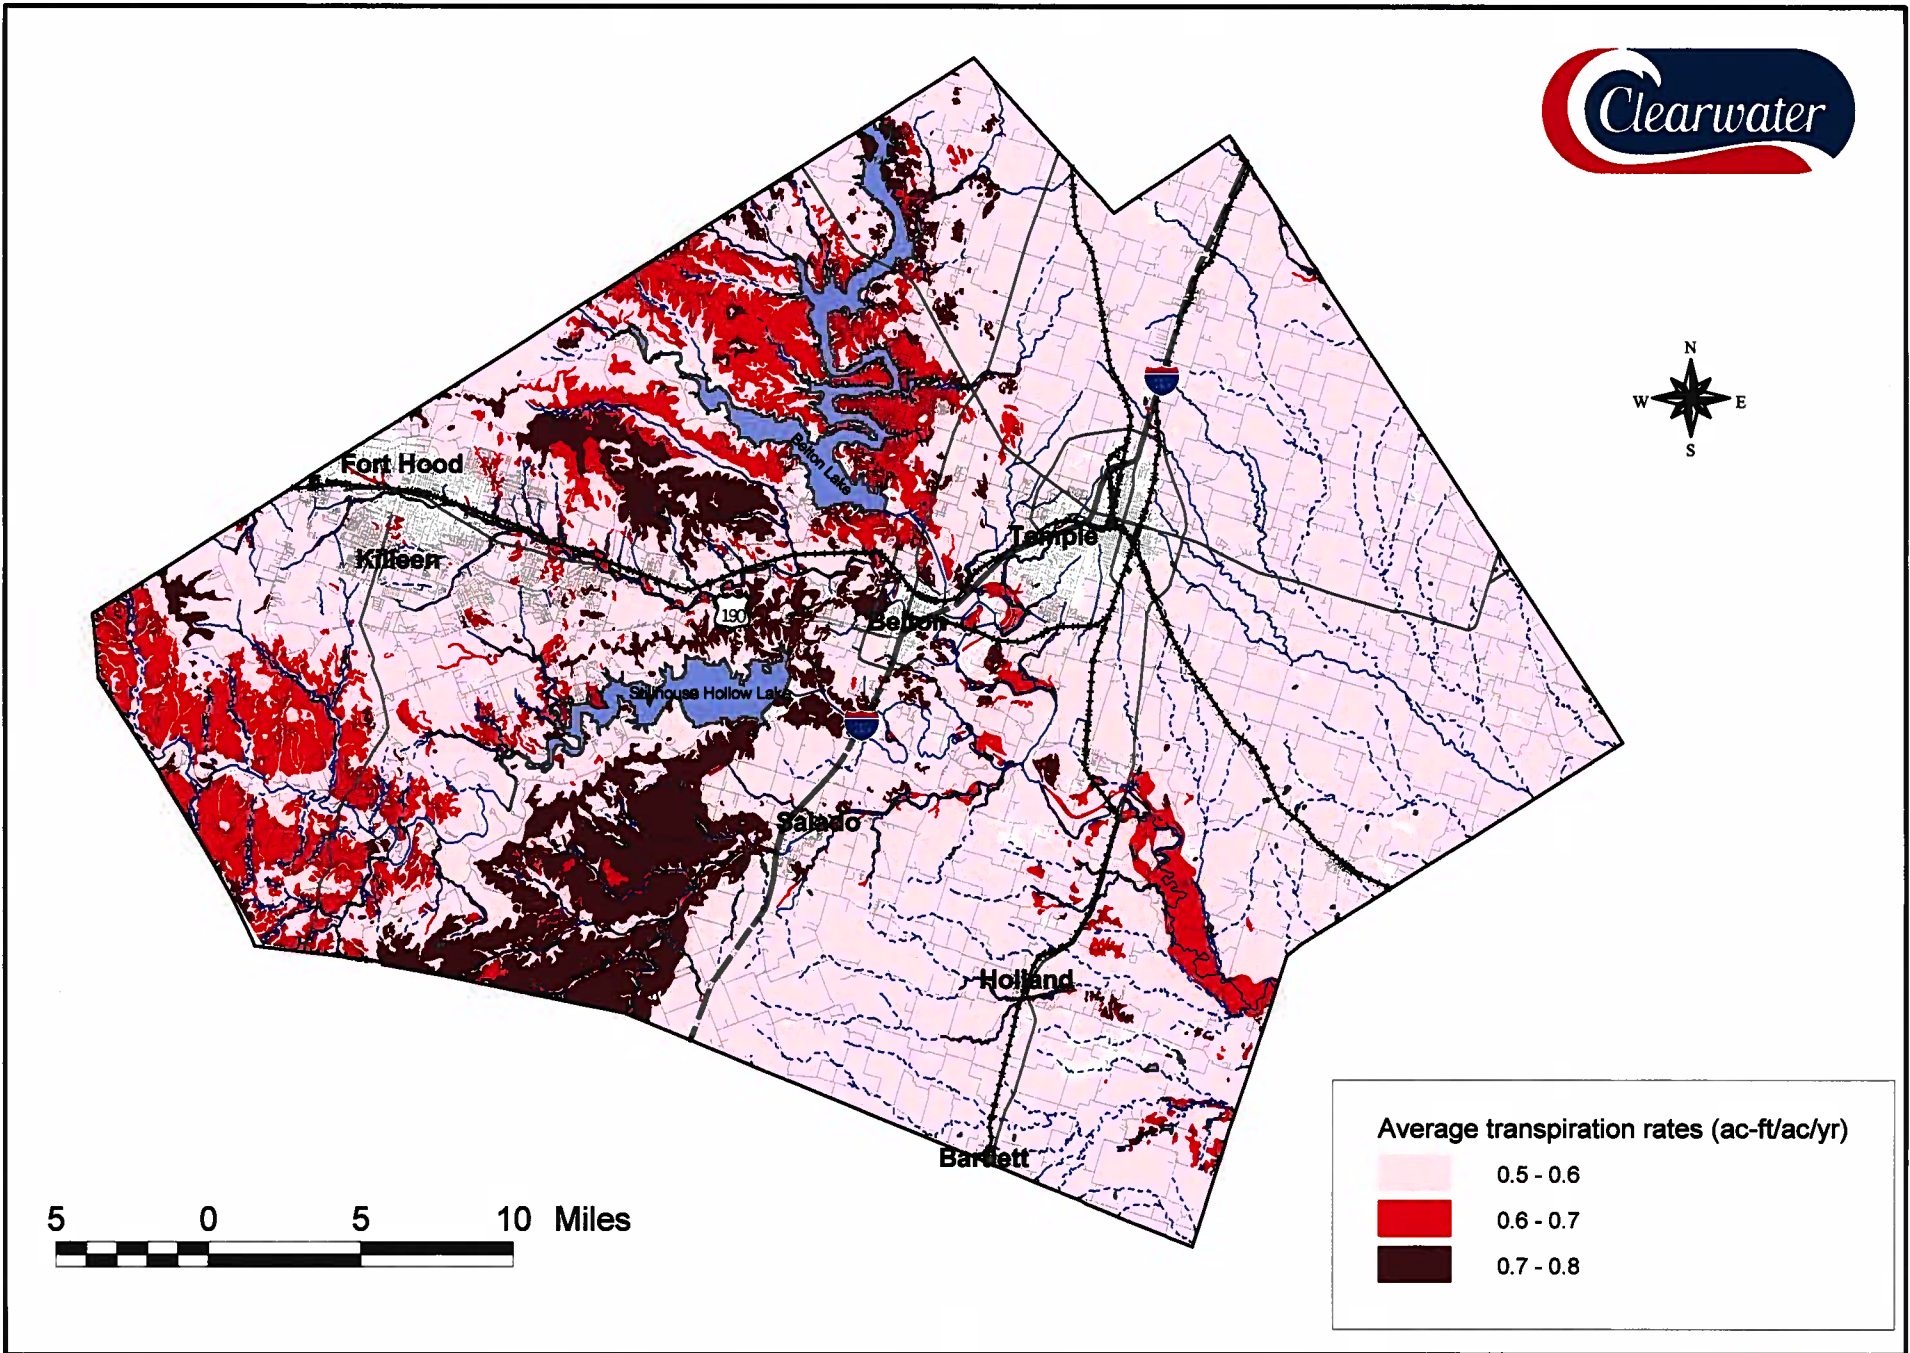 Clearwater
N
W E
S
Belton Lake
Fort Hood
Temple
Killeen
190
Belton
Stillhouse Hollow Lake
Salado
Holland
Bartlett
Average transpiration rates (ac-ft/ac/yr)
0.5 - 0.6
0.6 - 0.7
0.7 - 0.8
5 0 5 10 Miles